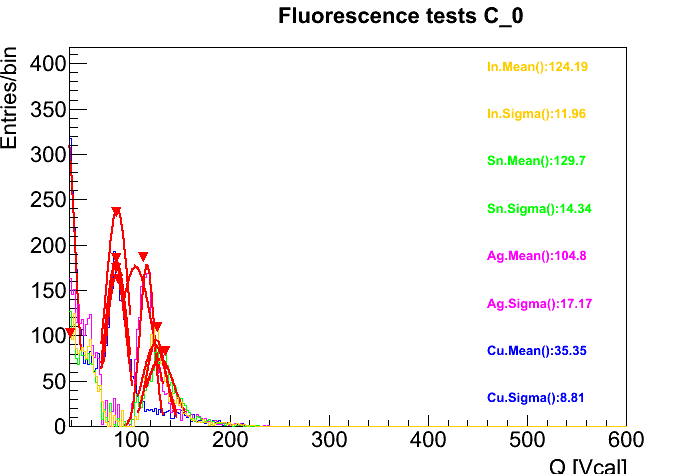 Fluorescence tests C_0
Entries/bin
400
350
300
250
200
150
100
50
0
In.Mean():124.19
In.Sigma():11.96
Sn.Mean():129.7
Sn.Sigma():14.34
Ag.Mean():104.8
Ag.Sigma():17.17
Cu.Mean():35.35
Cu.Sigma():8.81
100 200 300 400 500 600
Q [Vcal]